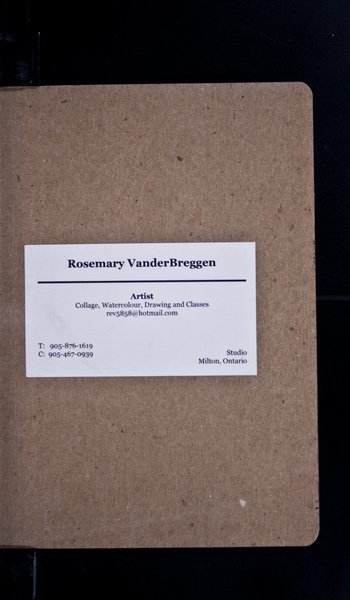 Rosemary VanderBreggen
Artist
Collage, Watercolour, Drawing and Classes
rev5858@hotmail.com
T: 905-876-1619
C: 905-467-0939
Studio
Milton, Ontario